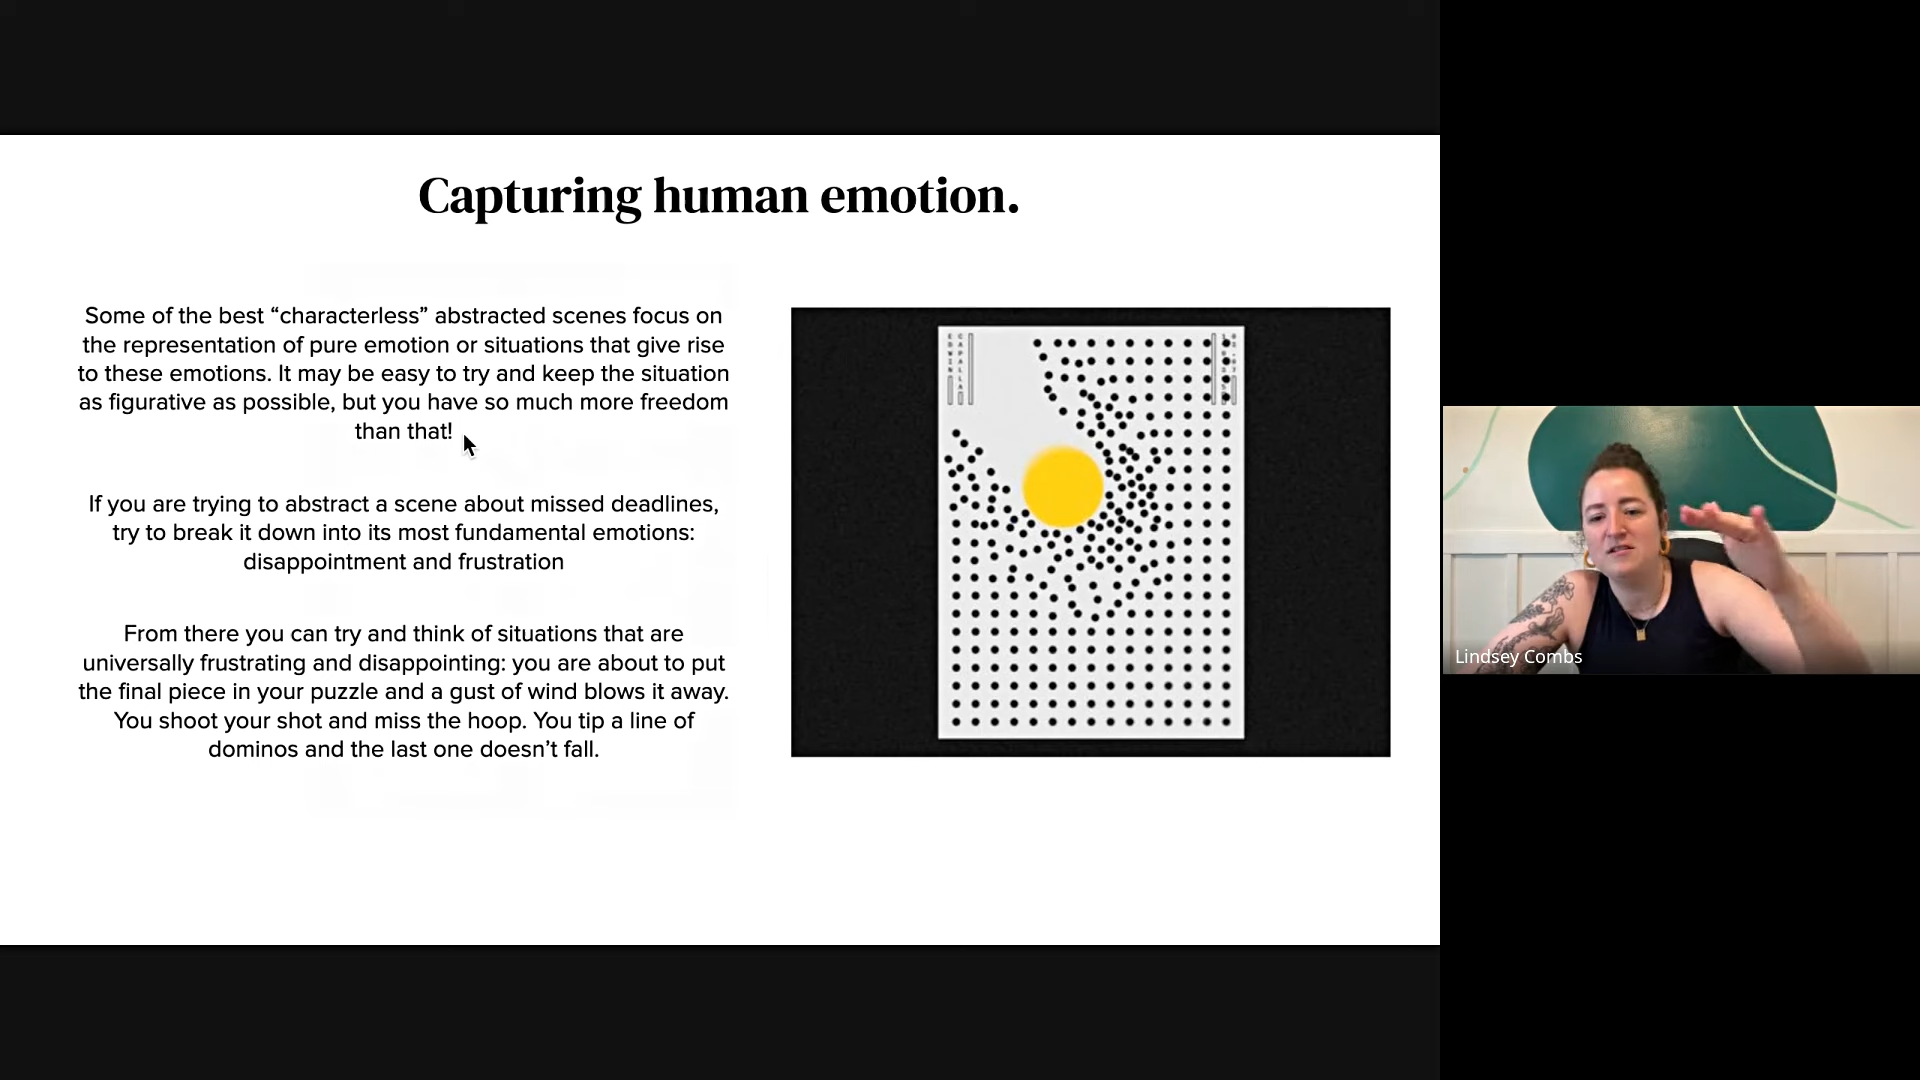 Capturing human emotion.
Some of the best “characterless” abstracted scenes focus on
the representation of pure emotion or situations that give rise
to these emotions. It may be easy to try and keep the situation
as figurative as possible, but you have so much more freedom
than that!
If you are trying to abstract a scene about missed deadlines,
try to break it down into its most fundamental emotions:
disappointment and frustration
From there you can try and think of situations that are
universally frustrating and disappointing: you are about to put
the final piece in your puzzle and a gust of wind blows it away.
You shoot your shot and miss the hoop. You tip a line of
dominos and the last one doesn’t fall.
EDWIN
CAPALLA
Lindsey Combs